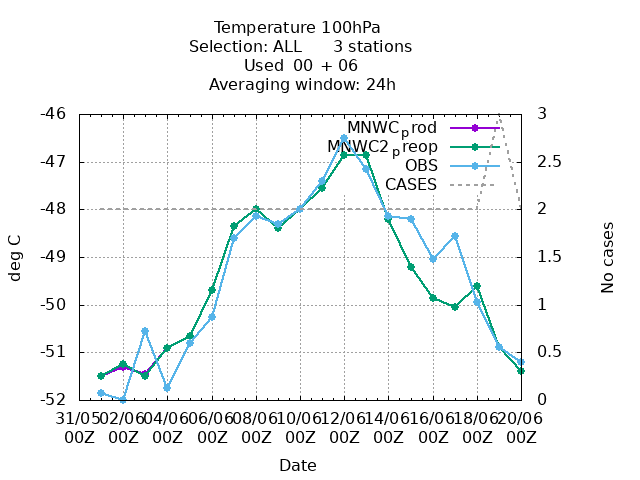 Temperature 100hPa
Selection: ALL 3 stations
Used 00 + 06
Averaging window: 24h
-46 3
MNWCprod
MNWC2preop
-47 2.5
OBS
CASES
-48 2
-49 1.5
-50 1
-51 0.5
-52 0
deg C
No cases
31/05 02/06 04/06 06/06 08/06 10/06 12/06 14/06 16/06 18/06 20/06
00Z 00Z 00Z 00Z 00Z 00Z 00Z 00Z 00Z 00Z 00Z
Date